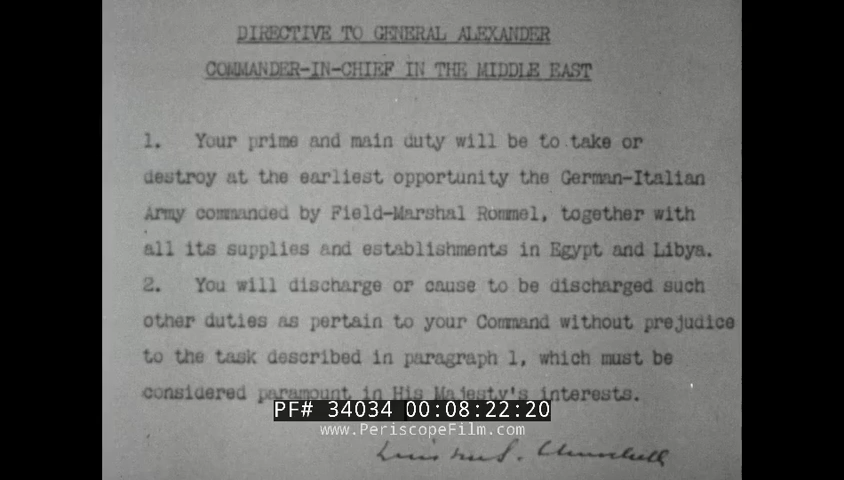 DIRECTIVE TO GENERAL ALEXANDER
COMMANDER-IN-CHIEF IN THE MIDDLE EAST
1. Your prime and main duty will be to take or
destroy at the earliest opportunity the German-Italian
Army commanded by Field-Marshal Rommel, together with
all its supplies and establishments in Egypt and Libya.
2. You will discharge or cause to be discharged such
other duties as pertain to your Command without prejudice
to the task described in paragraph 1, which must be
considered paramount in His Majesty's interests.
PF# 34034 00:08:22:20
www.PeriscopeFilm.com
Winston S. Churchill